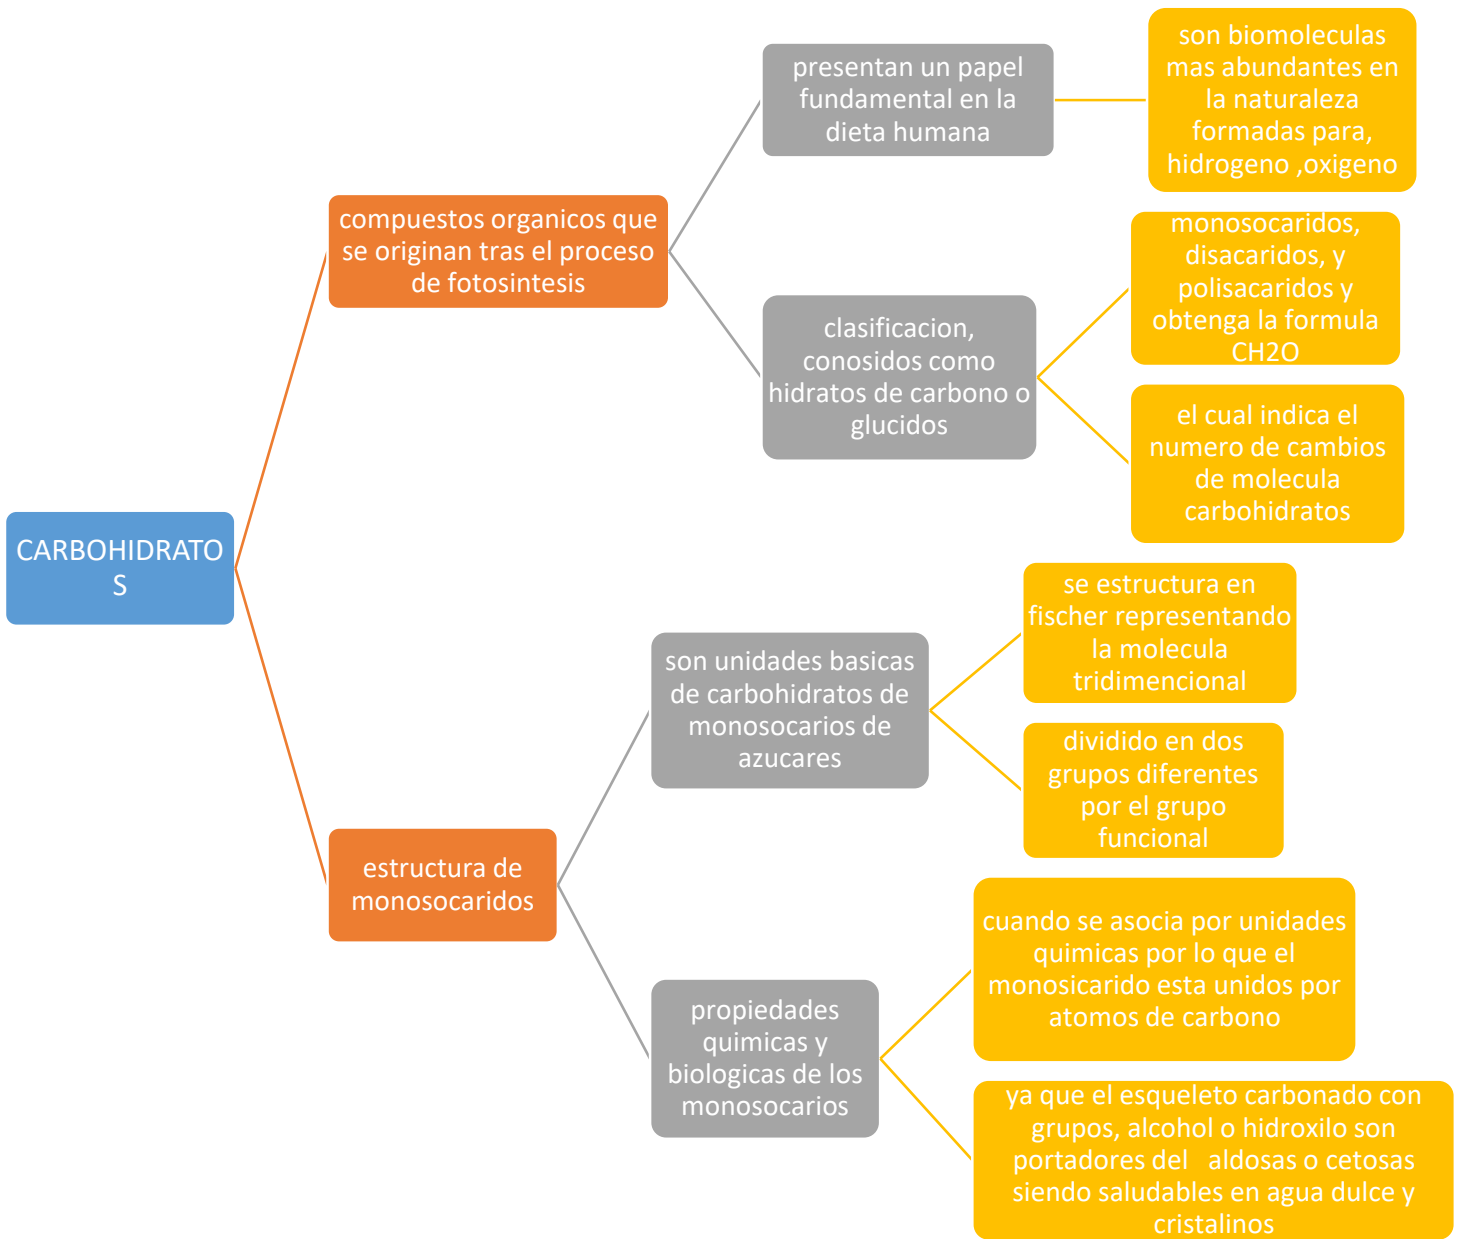 CARBOHIDRATO
S
compuestos organicos que
se originan tras el proceso
de fotosintesis
presentan un papel
fundamental en la
dieta humana
son biomoleculas
mas abundantes en
la naturaleza
formadas para,
hidrogeno ,oxigeno
clasificacion,
conosidos como
hidratos de carbono o
glucidos
monosocaridos,
disacaridos, y
polisacaridos y
obtenga la formula
CH2O
el cual indica el
numero de cambios
de molecula
carbohidratos
estructura de
monosocaridos
son unidades basicas
de carbohidratos de
monosocarios de
azucares
se estructura en
fischer representando
la molecula
tridimencional
dividido en dos
grupos diferentes
por el grupo
funcional
propiedades
quimicas y
biologicas de los
monosocarios
cuando se asocia por unidades
quimicas por lo que el
monosicarido esta unidos por
atomos de carbono
ya que el esqueleto carbonado con
grupos, alcohol o hidroxilo son
portadores del   aldosas o cetosas
siendo saludables en agua dulce y
cristalinos